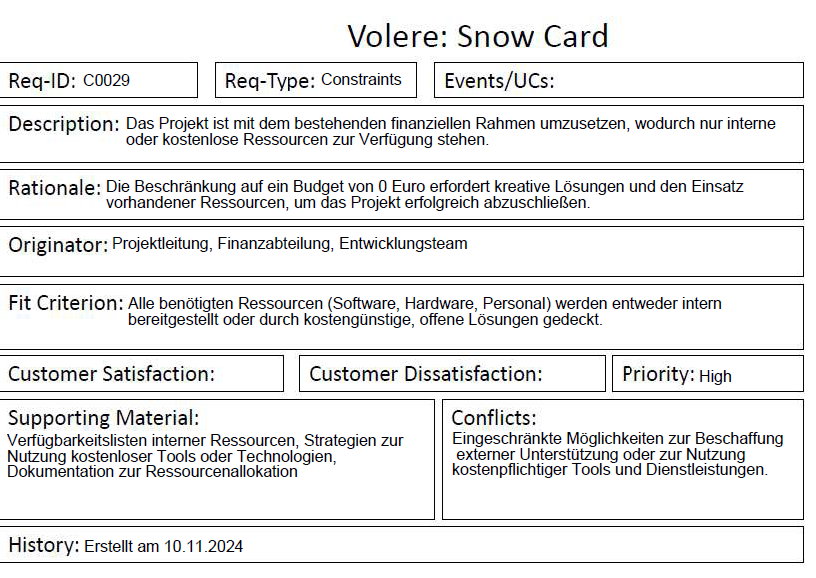 Volere: Snow Card
Req-ID: C0029
Req-Type: Constraints
Events/UCs:
Description: Das Projekt ist mit dem bestehenden finanziellen Rahmen umzusetzen, wodurch nur interne
oder kostenlose Ressourcen zur Verfügung stehen.
Rationale: Die Beschränkung auf ein Budget von 0 Euro erfordert kreative Lösungen und den Einsatz
vorhandener Ressourcen, um das Projekt erfolgreich abzuschließen.
Originator: Projektleitung, Finanzabteilung, Entwicklungsteam
Fit Criterion: Alle benötigten Ressourcen (Software, Hardware, Personal) werden entweder intern
bereitgestellt oder durch kostengünstige, offene Lösungen gedeckt.
Customer Satisfaction:
Customer Dissatisfaction:
Priority: High
Supporting Material:
Verfügbarkeitslisten interner Ressourcen, Strategien zur
Nutzung kostenloser Tools oder Technologien,
Dokumentation zur Ressourcenallokation
Conflicts:
Eingeschränkte Möglichkeiten zur Beschaffung
externer Unterstützung oder zur Nutzung
kostenpflichtiger Tools und Dienstleistungen.
History: Erstellt am 10.11.2024